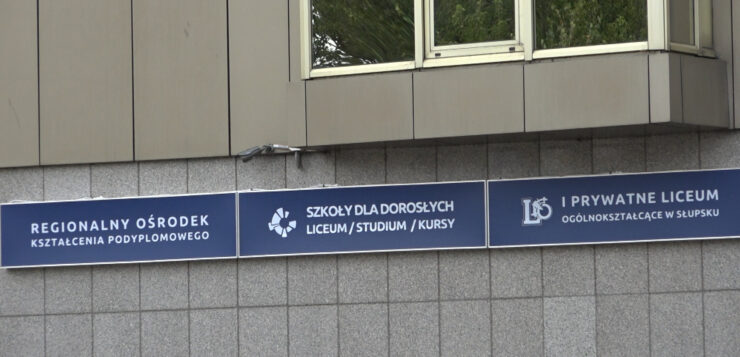 REGIONALNY OŚRODEK
KSZTAŁCENIA PODYPLOMOWEGO
SZKOŁY DLA DOROSŁYCH
LICEUM / STUDIUM / KURSY
I PRYWATNE LICEUM
OGÓLNOKSZTAŁCĄCE W SŁUPSKU